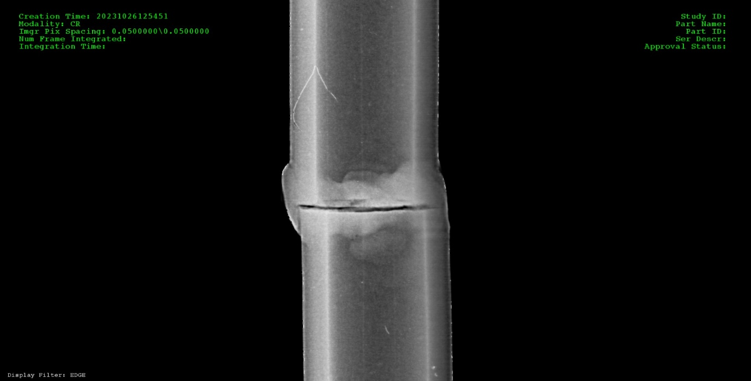 Creation Time: 20231026125451
Modality: CR
Imgr Pix Spacing: 0.0500000\0.0500000
Num Frame Integrated:
Integration Time:
Study ID:
Part Name:
Part ID:
Ser Descr:
Approval Status:
Display Filter: EDGE